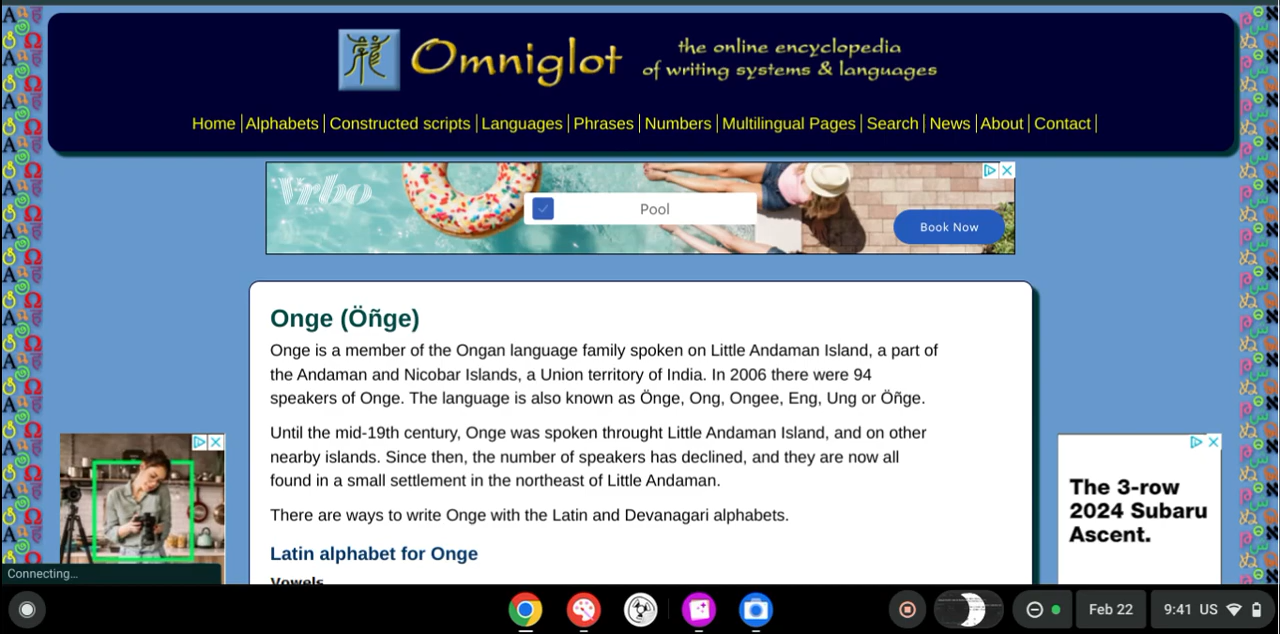 Omniglot
the online encyclopedia
of writing systems & languages
Home | Alphabets | Constructed scripts | Languages | Phrases | Numbers | Multilingual Pages | Search | News | About | Contact |
Vrbo
Pool
Book Now
Onge (Öñge)
Onge is a member of the Ongan language family spoken on Little Andaman Island, a part of
the Andaman and Nicobar Islands, a Union territory of India. In 2006 there were 94
speakers of Onge. The language is also known as Önge, Ong, Ongee, Eng, Ung or Öñge.
Until the mid-19th century, Onge was spoken throught Little Andaman Island, and on other
nearby islands. Since then, the number of speakers has declined, and they are now all
found in a small settlement in the northeast of Little Andaman.
There are ways to write Onge with the Latin and Devanagari alphabets.
Latin alphabet for Onge
Vowels
The 3-row
2024 Subaru
Ascent.
Connecting...
Feb 22
9:41 US